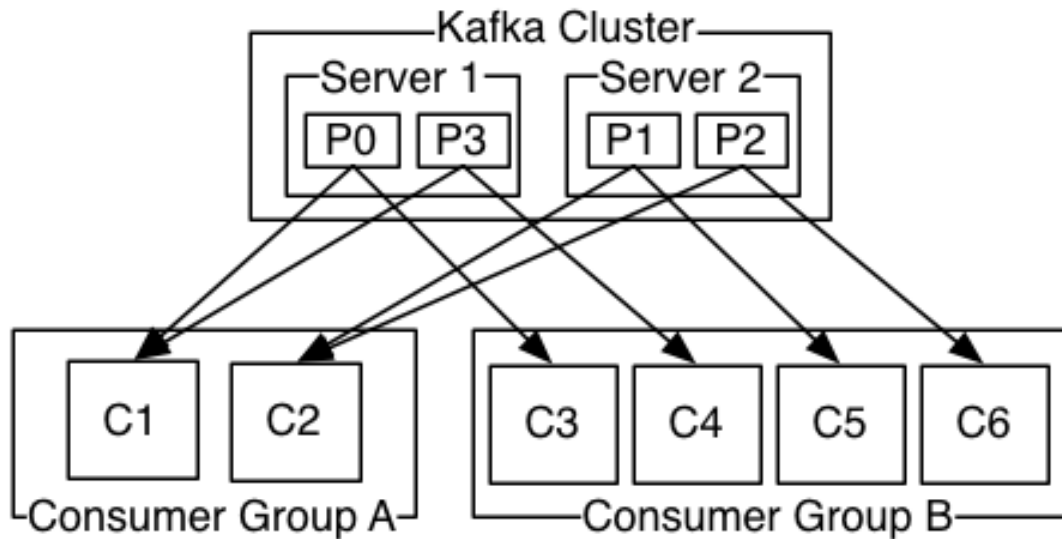 Kafka Cluster
Server 1
Server 2
P0
P3
P1
P2
C1
C2
C3
C4
C5
C6
Consumer Group A
Consumer Group B